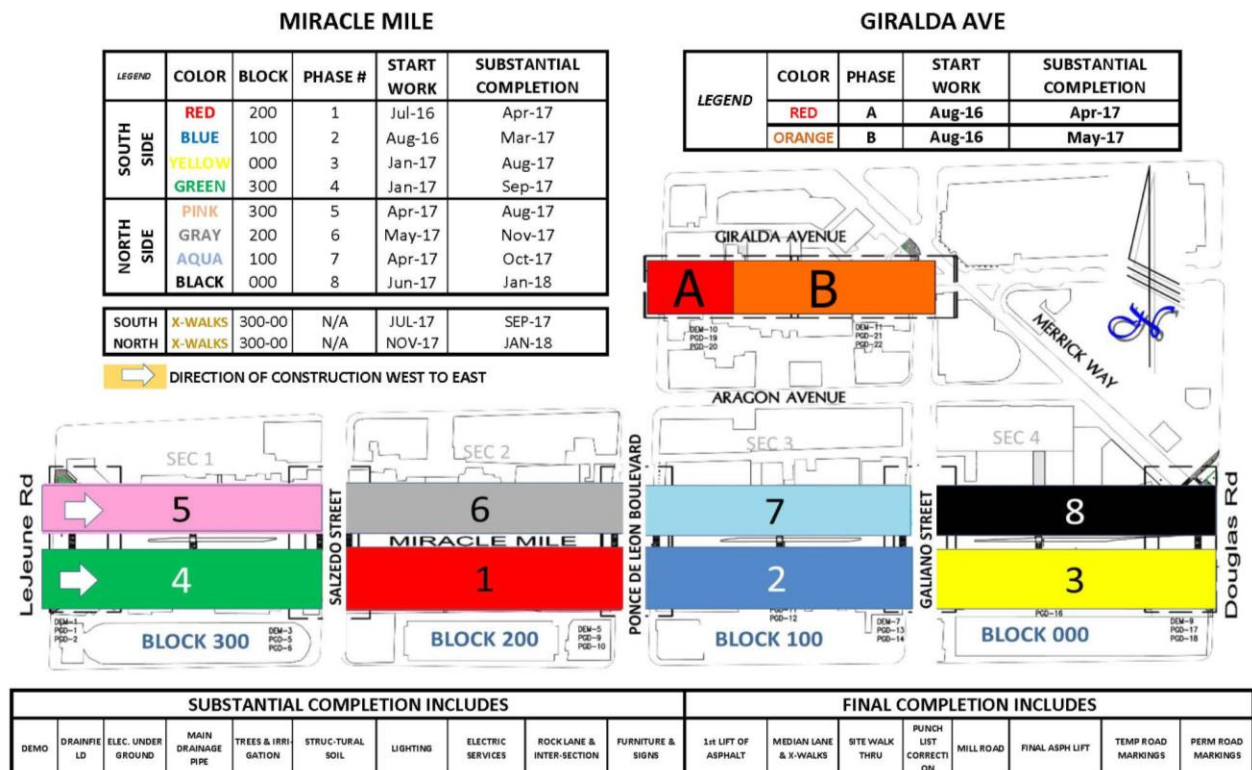 MIRACLE MILE
LEGEND COLOR BLOCK PHASE # START WORK SUBSTANTIAL COMPLETION
SOUTH SIDE
RED 200 1 Jul-16 Apr-17
BLUE 100 2 Aug-16 Mar-17
YELLOW 000 3 Jan-17 Aug-17
GREEN 300 4 Jan-17 Sep-17
NORTH SIDE
PINK 300 5 Apr-17 Aug-17
GRAY 200 6 May-17 Nov-17
AQUA 100 7 Apr-17 Oct-17
BLACK 000 8 Jun-17 Jan-18
SOUTH X-WALKS 300-00 N/A JUL-17 SEP-17
NORTH X-WALKS 300-00 N/A NOV-17 JAN-18
DIRECTION OF CONSTRUCTION WEST TO EAST
GIRALDA AVE
LEGEND COLOR PHASE START WORK SUBSTANTIAL COMPLETION
RED A Aug-16 Apr-17
ORANGE B Aug-16 May-17
GIRALDA AVENUE
A B
DEM-10
PGD-19
PGD-20
DEM-11
PGD-21
PGD-22
MERRICK WAY
ARAGON AVENUE
SEC 1 SEC 2 SEC 3 SEC 4
LeJeune Rd
SALZEDO STREET
PONCE DE LEON BOULEVARD
GALIANO STREET
Douglas Rd
5 6 7 8
MIRACLE MILE
4 1 2 3
DEM-1
PGD-1
PGD-2
BLOCK 300
DEM-3
PGD-5
PGD-6
BLOCK 200
DEM-5
PGD-9
PGD-10
PGD-12
BLOCK 100
DEM-7
PGD-13
PGD-14
PGD-16
BLOCK 000
DEM-9
PGD-17
PGD-18
SUBSTANTIAL COMPLETION INCLUDES
DEMO
DRAINFIE
LD
ELEC. UNDER
GROUND
MAIN
DRAINAGE
PIPE
TREES & IRRI-
GATION
STRUC-TURAL
SOIL
LIGHTING
ELECTRIC
SERVICES
ROCK LANE &
INTER-SECTION
FURNITURE &
SIGNS
FINAL COMPLETION INCLUDES
1st LIFT OF
ASPHALT
MEDIAN LANE
& X-WALKS
SITE WALK
THRU
PUNCH
LIST
CORRECTI
ON
MILL ROAD
FINAL ASPH LIFT
TEMP ROAD
MARKINGS
PERM ROAD
MARKINGS